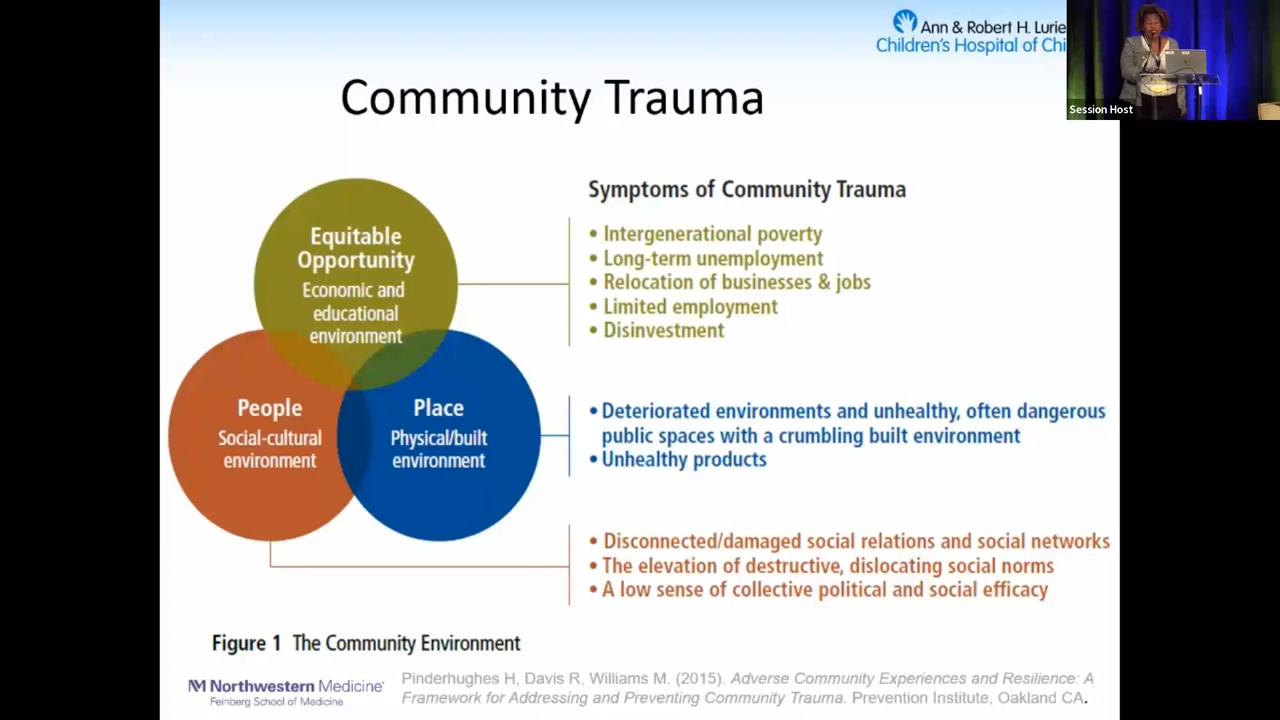 Ann & Robert H. Lurie
Children's Hospital of Chi
Session Host
Community Trauma
Equitable
Opportunity
Economic and
educational
environment
People
Social-cultural
environment
Place
Physical/built
environment
Symptoms of Community Trauma
• Intergenerational poverty
• Long-term unemployment
• Relocation of businesses & jobs
• Limited employment
• Disinvestment
• Deteriorated environments and unhealthy, often dangerous
public spaces with a crumbling built environment
• Unhealthy products
• Disconnected/damaged social relations and social networks
• The elevation of destructive, dislocating social norms
• A low sense of collective political and social efficacy
Figure 1 The Community Environment
NM Northwestern Medicine
Feinberg School of Medicine
Pinderhughes H, Davis R, Williams M. (2015). Adverse Community Experiences and Resilience: A
Framework for Addressing and Preventing Community Trauma. Prevention Institute, Oakland CA.